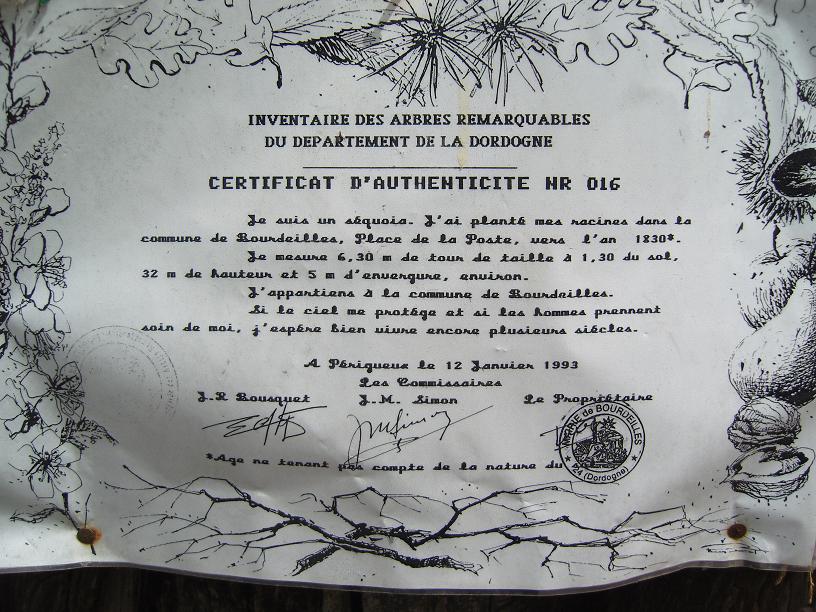 INVENTAIRE DES ARBRES REMARQUABLES
DU DEPARTEMENT DE LA DORDOGNE
CERTIFICAT D'AUTHENTICITE NR 016
Je suis un séquoia. J'ai planté mes racines dans la
commune de Bourdeilles, Place de la Poste, vers l'an 1830*.
Je mesure 6,30 m de tour de taille à 1,30 du sol,
32 m de hauteur et 5 m d'envergure, environ.
J'appartiens à la commune de Bourdeilles.
Si le ciel me protège et si les hommes prennent
soin de moi, j'espère bien vivre encore plusieurs siècles.
A Périgueux le 12 Janvier 1993
Les Commissaires
J.R Bousquet J.M. Simon Le Propriétaire
MAIRIE de BOURDEILLES
24 (Dordogne)
*Age ne tenant pas compte de la nature du